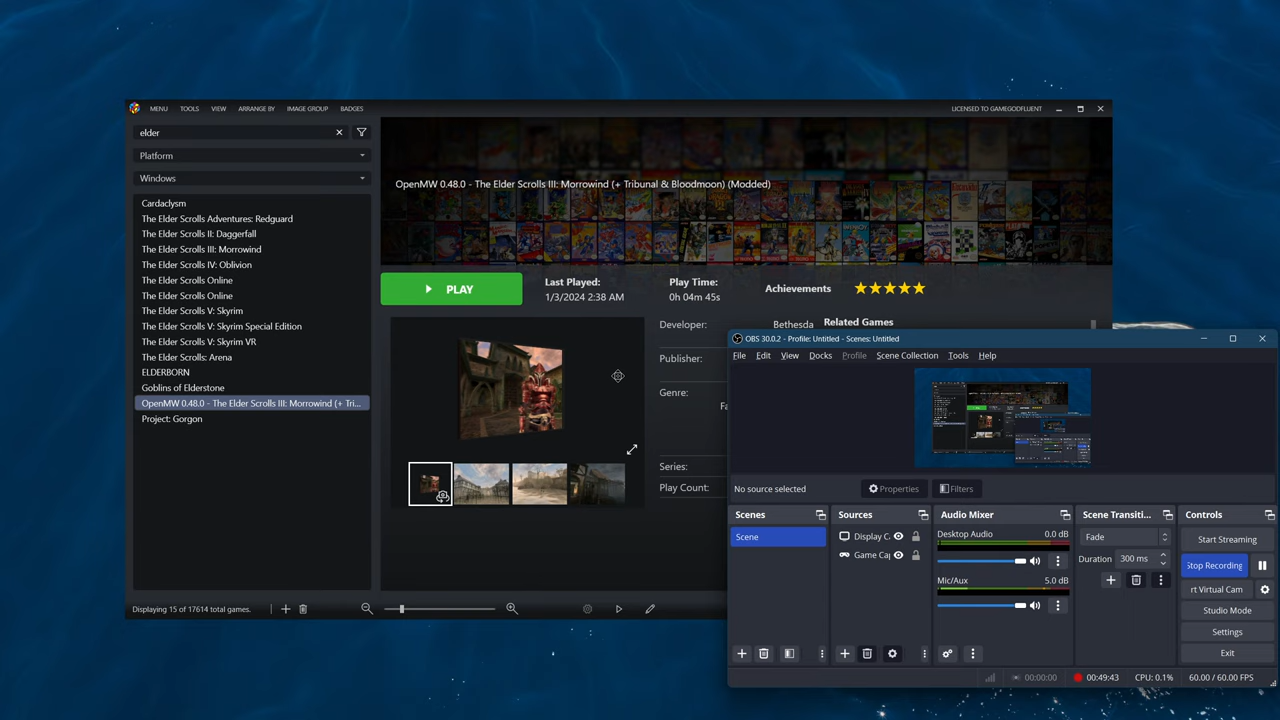 MENU TOOLS VIEW ARRANGE BY IMAGE GROUP BADGES LICENSED TO GAMEGODFLUENT
elder
Platform
Windows
Cardaclysm
The Elder Scrolls Adventures: Redguard
The Elder Scrolls II: Daggerfall
The Elder Scrolls III: Morrowind
The Elder Scrolls IV: Oblivion
The Elder Scrolls Online
The Elder Scrolls Online
The Elder Scrolls V: Skyrim
The Elder Scrolls V: Skyrim Special Edition
The Elder Scrolls V: Skyrim VR
The Elder Scrolls: Arena
ELDERBORN
Goblins of Elderstone
OpenMW 0.48.0 - The Elder Scrolls III: Morrowind (+ Tri...
Project: Gorgon
Displaying 15 of 17614 total games.
OpenMW 0.48.0 - The Elder Scrolls III: Morrowind (+ Tribunal & Bloodmoon) (Modded)
PLAY
Last Played:
1/3/2024 2:38 AM
Play Time:
0h 04m 45s
Achievements
Developer: Bethesda
Related Games
Publisher:
Genre:
Fa
Series:
Play Count:
OBS 30.0.2 - Profile: Untitled - Scenes: Untitled
File Edit View Docks Profile Scene Collection Tools Help
No source selected Properties Filters
Scenes
Scene
Sources
Display C
Game Cap
Audio Mixer
Desktop Audio 0.0 dB
Mic/Aux 5.0 dB
Scene Transiti...
Fade
Duration 300 ms
Controls
Start Streaming
Stop Recording
rt Virtual Cam
Studio Mode
Settings
Exit
00:00:00 00:49:43 CPU: 0.1% 60.00 / 60.00 FPS